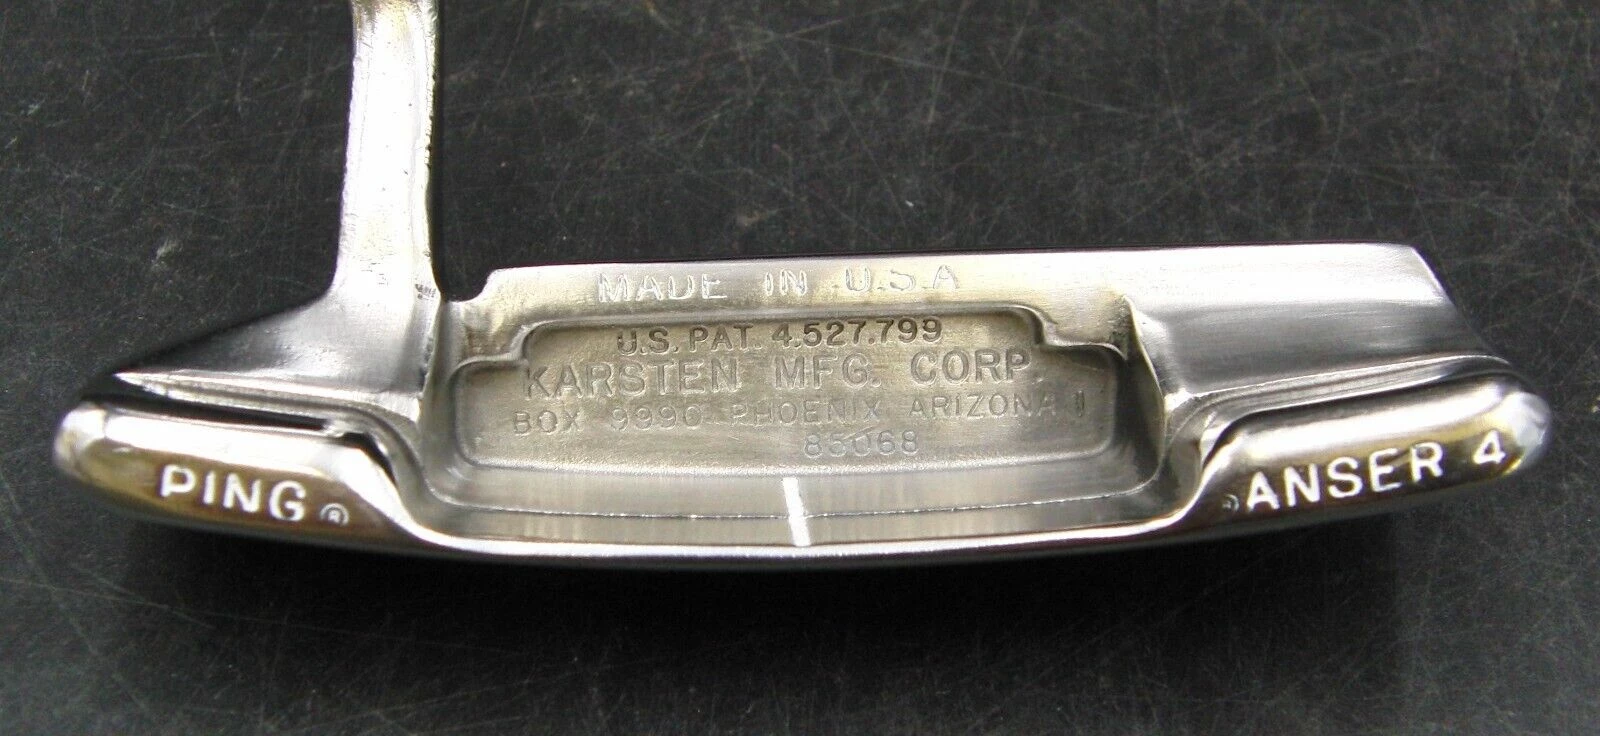 MADE IN U.S.A
U.S. PAT. 4.527.799
KARSTEN MFG. CORP.
BOX 9990 PHOENIX ARIZONA
85068
PING ®
ANSER 4